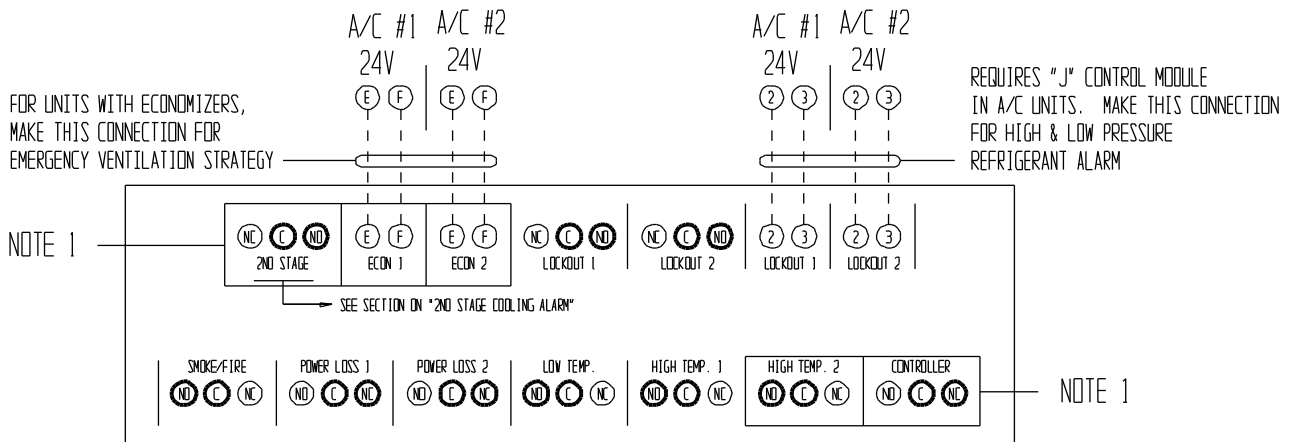 A/C #1 A/C #2 A/C #1 A/C #2
24V 24V 24V 24V
E F E F 2 3 2 3
FOR UNITS WITH ECONOMIZERS,
MAKE THIS CONNECTION FOR
EMERGENCY VENTILATION STRATEGY
REQUIRES "J" CONTROL MODULE
IN A/C UNITS. MAKE THIS CONNECTION
FOR HIGH & LOW PRESSURE
REFRIGERANT ALARM
NOTE 1
NC C NO E F E F NC C NO NC C NO 2 3 2 3
2ND STAGE ECON 1 ECON 2 LOCKOUT 1 LOCKOUT 2 LOCKOUT 1 LOCKOUT 2
SEE SECTION ON "2ND STAGE COOLING ALARM"
SMOKE/FIRE POWER LOSS 1 POWER LOSS 2 LOW TEMP. HIGH TEMP. 1 HIGH TEMP. 2 CONTROLLER
NO C NC NO C NC NO C NC NO C NC NO C NC NO C NC NO C NC
NOTE 1